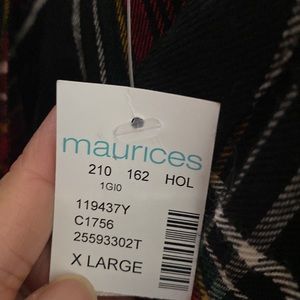 maurices
210 162 HOL
1GI0
119437Y
C1756
25593302T
X LARGE